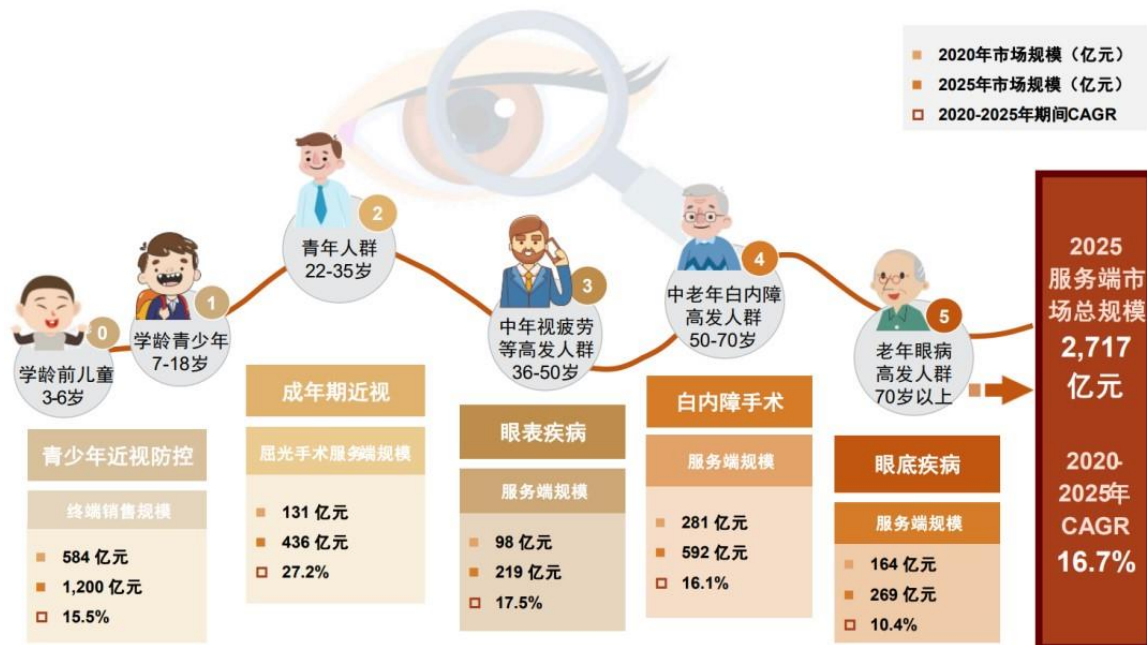 2020年市场规模（亿元）
2025年市场规模（亿元）
2020-2025年期间CAGR
0
学龄前儿童
3-6岁
1
学龄青少年
7-18岁
2
青年人群
22-35岁
3
中年视疲劳
等高发人群
36-50岁
4
中老年白内障
高发人群
50-70岁
5
老年眼病
高发人群
70岁以上
青少年近视防控
终端销售规模
584 亿元
1,200 亿元
15.5%
成年期近视
屈光手术服务端规模
131 亿元
436 亿元
27.2%
眼表疾病
服务端规模
98 亿元
219 亿元
17.5%
白内障手术
服务端规模
281 亿元
592 亿元
16.1%
眼底疾病
服务端规模
164 亿元
269 亿元
10.4%
2025
服务端市
场总规模
2,717
亿元
2020-
2025年
CAGR
16.7%